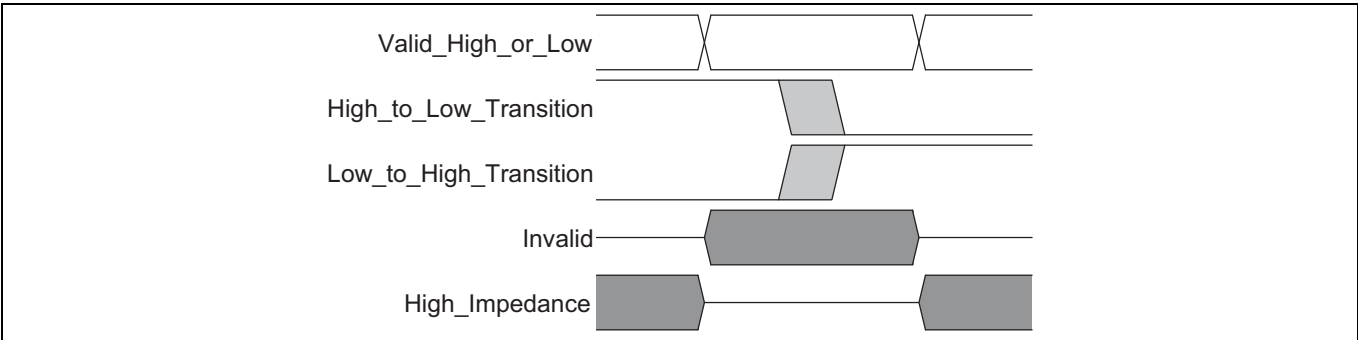 Valid_High_or_Low
High_to_Low_Transition
Low_to_High_Transition
Invalid
High_Impedance